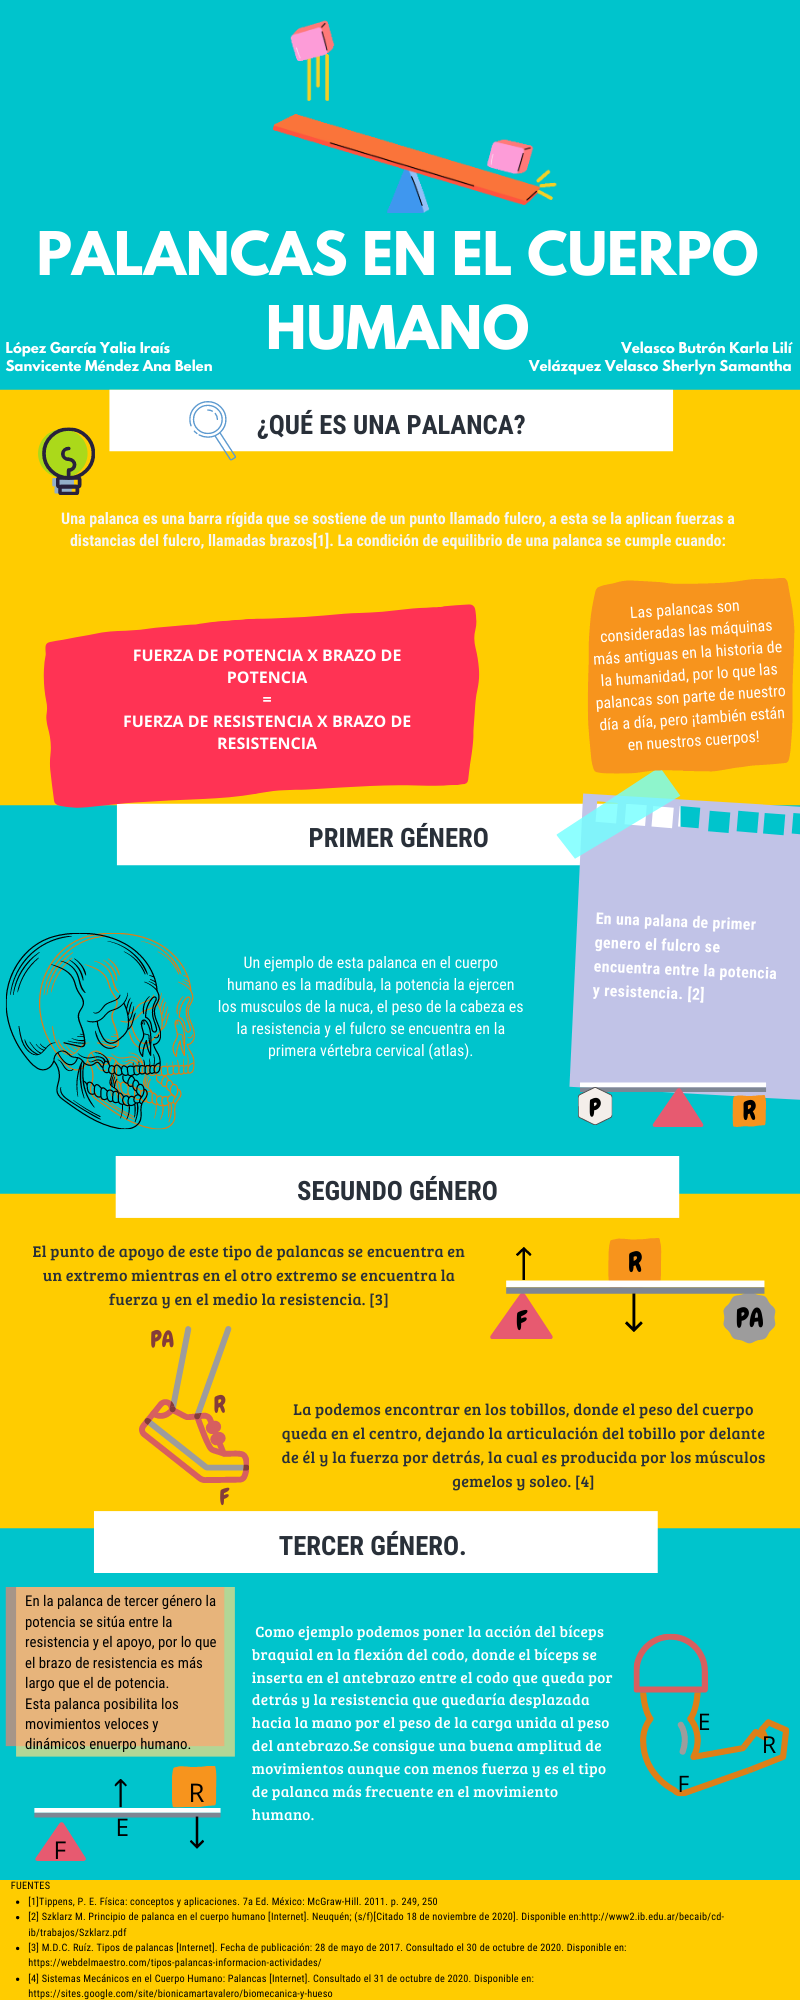 PALANCAS EN EL CUERPO
HUMANO
López García Yalia Iraís
Sanvicente Méndez Ana Belen
Velasco Butrón Karla Lilí
Velázquez Velasco Sherlyn Samantha
¿QUÉ ES UNA PALANCA?
Una palanca es una barra rígida que se sostiene de un punto llamado fulcro, a esta se la aplican fuerzas a
distancias del fulcro, llamadas brazos[1]. La condición de equilibrio de una palanca se cumple cuando:
FUERZA DE POTENCIA X BRAZO DE
POTENCIA
=
FUERZA DE RESISTENCIA X BRAZO DE
RESISTENCIA
Las palancas son
consideradas las máquinas
más antiguas en la historia de
la humanidad, por lo que las
palancas son parte de nuestro
día a día, pero ¡también están
en nuestros cuerpos!
PRIMER GÉNERO
Un ejemplo de esta palanca en el cuerpo
humano es la madíbula, la potencia la ejercen
los musculos de la nuca, el peso de la cabeza es
la resistencia y el fulcro se encuentra en la
primera vértebra cervical (atlas).
En una palana de primer
genero el fulcro se
encuentra entre la potencia
y resistencia. [2]
P
R
SEGUNDO GÉNERO
El punto de apoyo de este tipo de palancas se encuentra en
un extremo mientras en el otro extremo se encuentra la
fuerza y en el medio la resistencia. [3]
R
F
PA
PA
R
F
La podemos encontrar en los tobillos, donde el peso del cuerpo
queda en el centro, dejando la articulación del tobillo por delante
de él y la fuerza por detrás, la cual es producida por los músculos
gemelos y soleo. [4]
TERCER GÉNERO.
En la palanca de tercer género la
potencia se sitúa entre la
resistencia y el apoyo, por lo que
el brazo de resistencia es más
largo que el de potencia.
Esta palanca posibilita los
movimientos veloces y
dinámicos enuerpo humano.
R
E
F
Como ejemplo podemos poner la acción del bíceps
braquial en la flexión del codo, donde el bíceps se
inserta en el antebrazo entre el codo que queda por
detrás y la resistencia que quedaría desplazada
hacia la mano por el peso de la carga unida al peso
del antebrazo.Se consigue una buena amplitud de
movimientos aunque con menos fuerza y es el tipo
de palanca más frecuente en el movimiento
humano.
E
R
F
FUENTES
[1]Tippens, P. E. Física: conceptos y aplicaciones. 7a Ed. México: McGraw-Hill. 2011. p. 249, 250
[2] Szklarz M. Principio de palanca en el cuerpo humano [Internet]. Neuquén; (s/f)[Citado 18 de noviembre de 2020]. Disponible en:http://www2.ib.edu.ar/becaib/cd-
ib/trabajos/Szklarz.pdf
[3] M.D.C. Ruíz. Tipos de palancas [Internet]. Fecha de publicación: 28 de mayo de 2017. Consultado el 30 de octubre de 2020. Disponible en:
https://webdelmaestro.com/tipos-palancas-informacion-actividades/
[4] Sistemas Mecánicos en el Cuerpo Humano: Palancas [Internet]. Consultado el 31 de octubre de 2020. Disponible en:
https://sites.google.com/site/bionicamartavalero/biomecanica-y-hueso